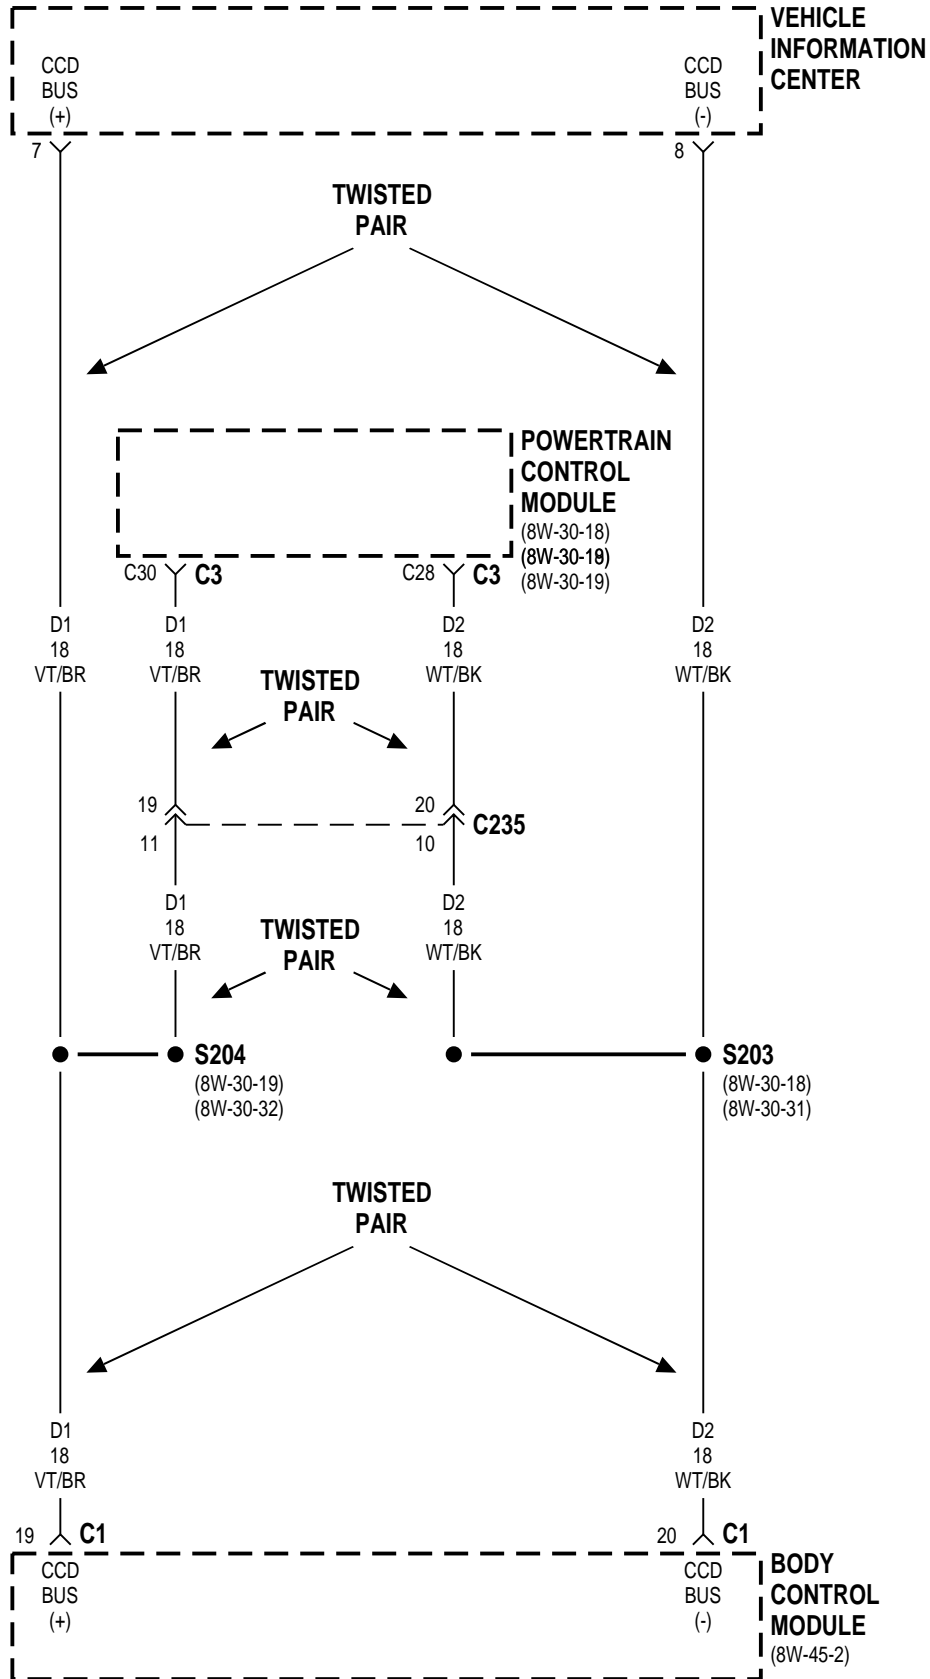 VEHICLE
INFORMATION
CENTER
CCD
BUS
(+)
CCD
BUS
(-)
7
8
TWISTED
PAIR
POWERTRAIN
CONTROL
MODULE
(8W-30-18)
(8W-30-19)
(8W-30-19)
C30
C3
C28
C3
D1
18
VT/BR
D1
18
VT/BR
D2
18
WT/BK
D2
18
WT/BK
TWISTED
PAIR
19
20
C235
11
10
D1
18
VT/BR
D2
18
WT/BK
TWISTED
PAIR
S204
(8W-30-19)
(8W-30-32)
S203
(8W-30-18)
(8W-30-31)
TWISTED
PAIR
D1
18
VT/BR
D2
18
WT/BK
19
C1
20
C1
CCD
BUS
(+)
CCD
BUS
(-)
BODY
CONTROL
MODULE
(8W-45-2)